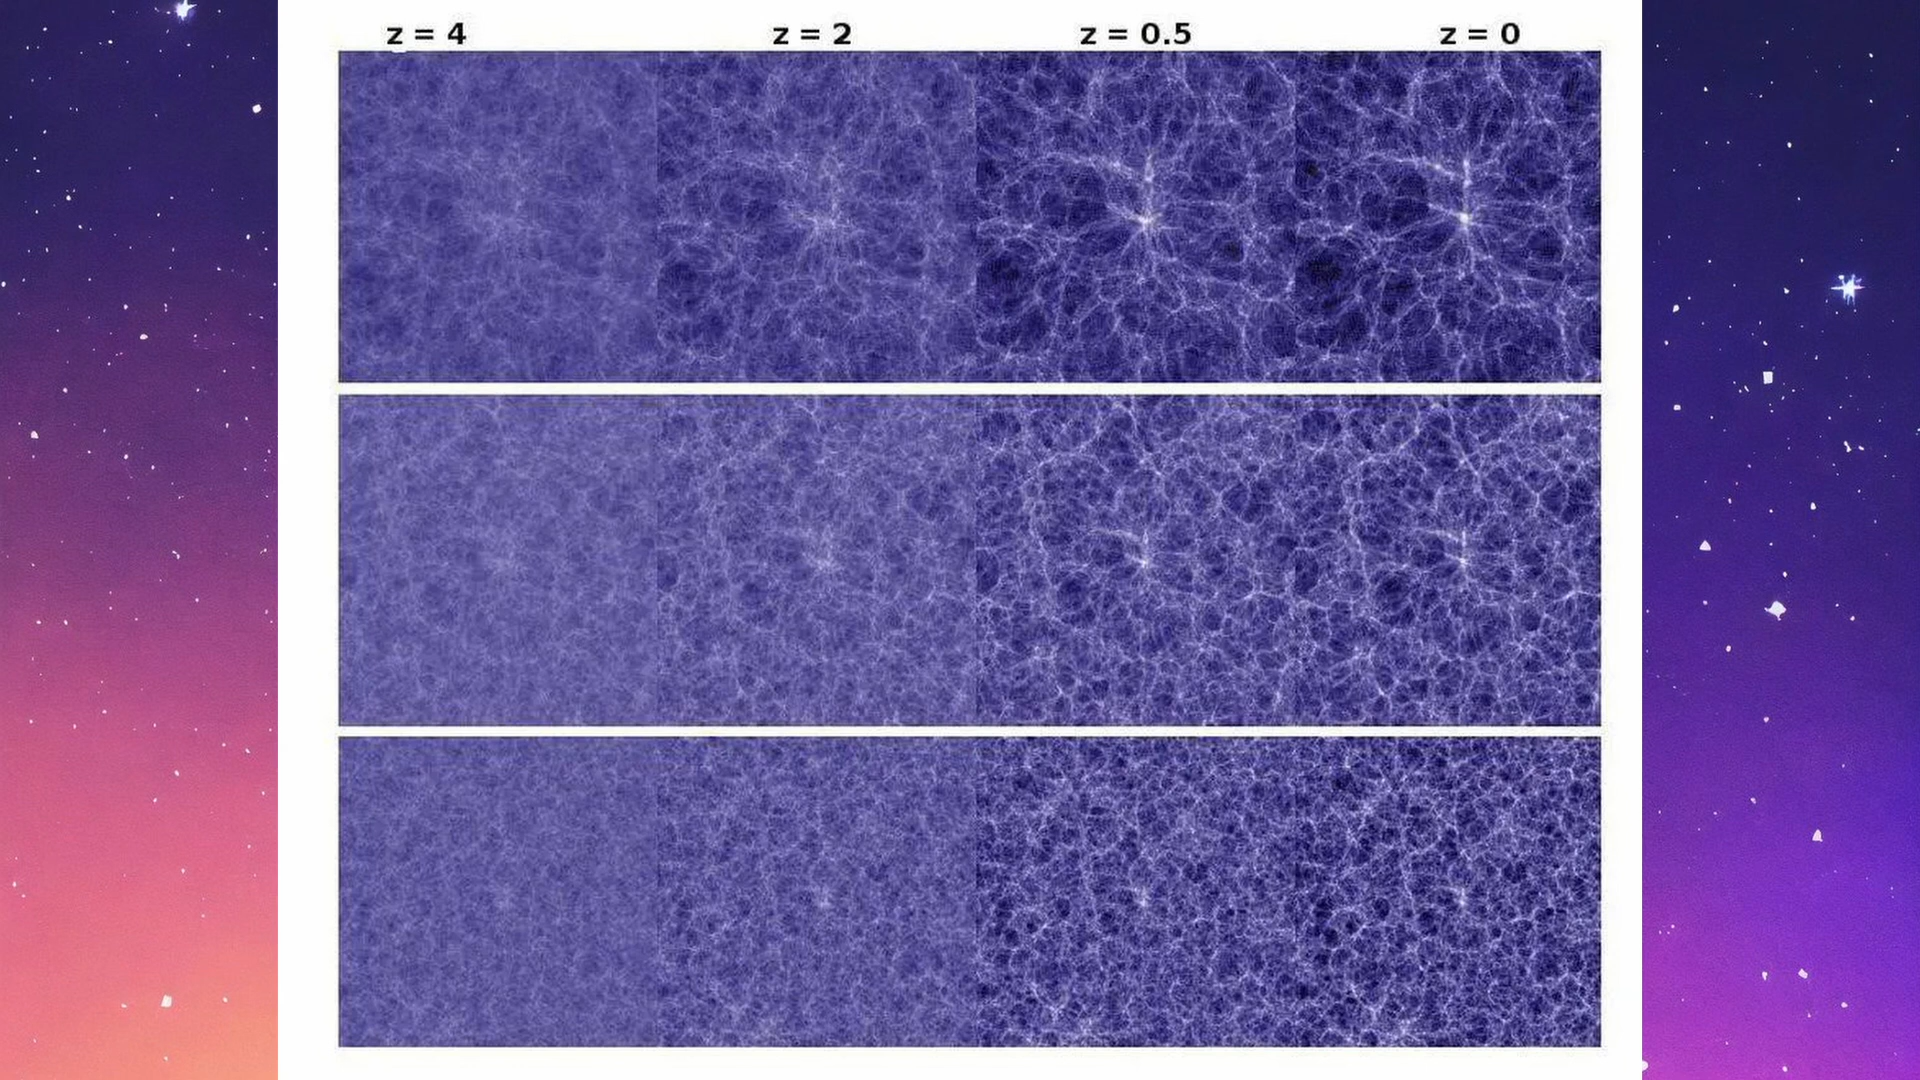 z = 4 z = 2 z = 0.5 z = 0